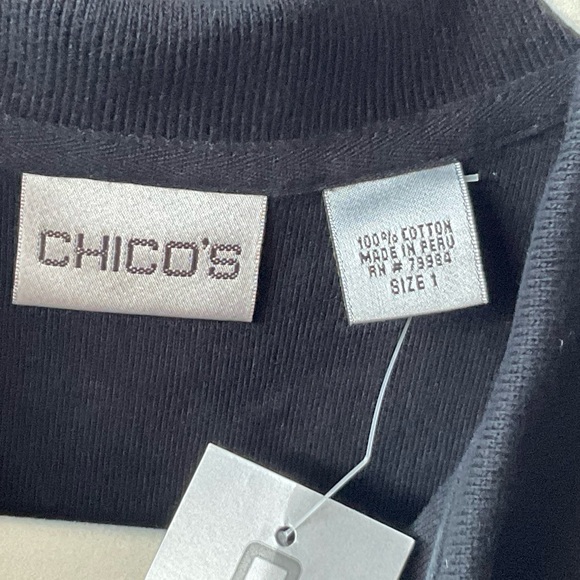 CHICO'S
100% COTTON
MADE IN PERU
RN # 79984
SIZE 1